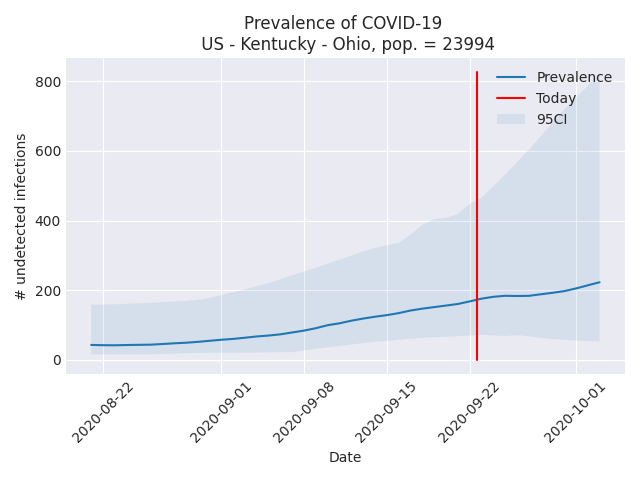 Prevalence of COVID-19
US - Kentucky - Ohio, pop. = 23994
800
600
400
200
0
# undetected infections
Prevalence
Today
95CI
2020-08-22
2020-09-01
2020-09-08
2020-09-15
2020-09-22
2020-10-01
Date